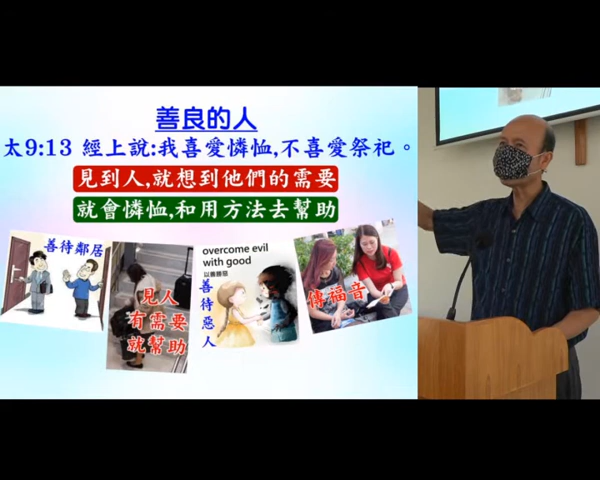 善良的人
太9:13 經上說:我喜愛憐恤,不喜愛祭祀。
見到人,就想到他們的需要
就會憐恤,和用方法去幫助
善待鄰居
見人
有需要
就幫助
overcome evil
with good
以善勝惡
善待惡人
傳福音